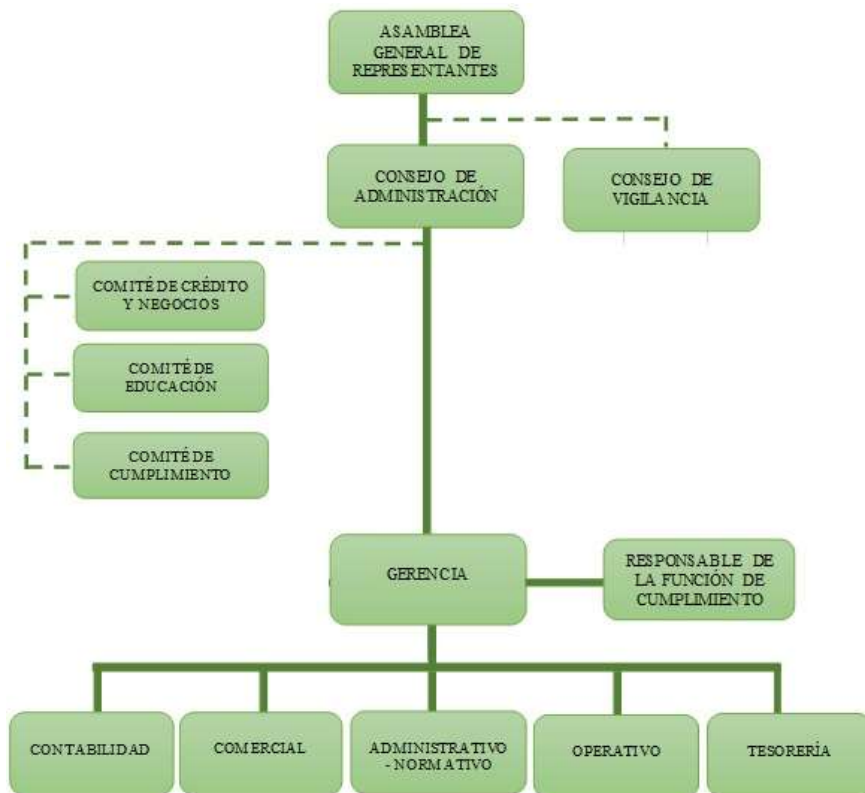 ASAMBLEA
GENERAL DE
REPRESENTANTES
CONSEJO DE
ADMINISTRACIÓN
CONSEJO DE
VIGILANCIA
COMITÉ DE CRÉDITO
Y NEGOCIOS
COMITÉ DE
EDUCACIÓN
COMITÉ DE
CUMPLIMIENTO
GERENCIA
RESPONSABLE DE
LA FUNCIÓN DE
CUMPLIMIENTO
CONTABILIDAD
COMERCIAL
ADMINISTRATIVO
- NORMATIVO
OPERATIVO
TESORERÍA